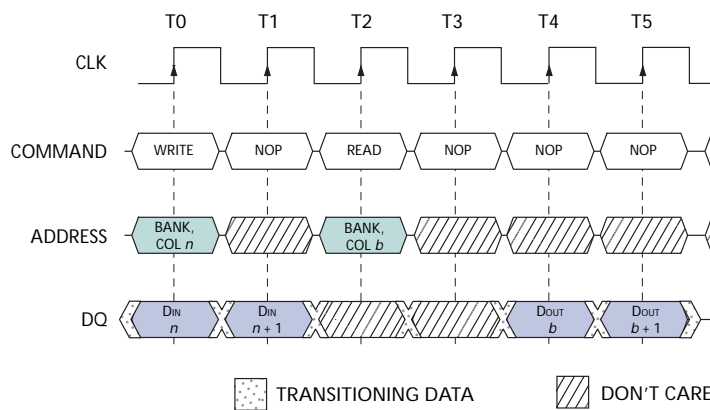 T0 T1 T2 T3 T4 T5
CLK
COMMAND WRITE NOP READ NOP NOP NOP
ADDRESS BANK, COL n BANK, COL b
DQ DIN n DIN n + 1 DOUT b DOUT b + 1
TRANSITIONING DATA DON'T CARE